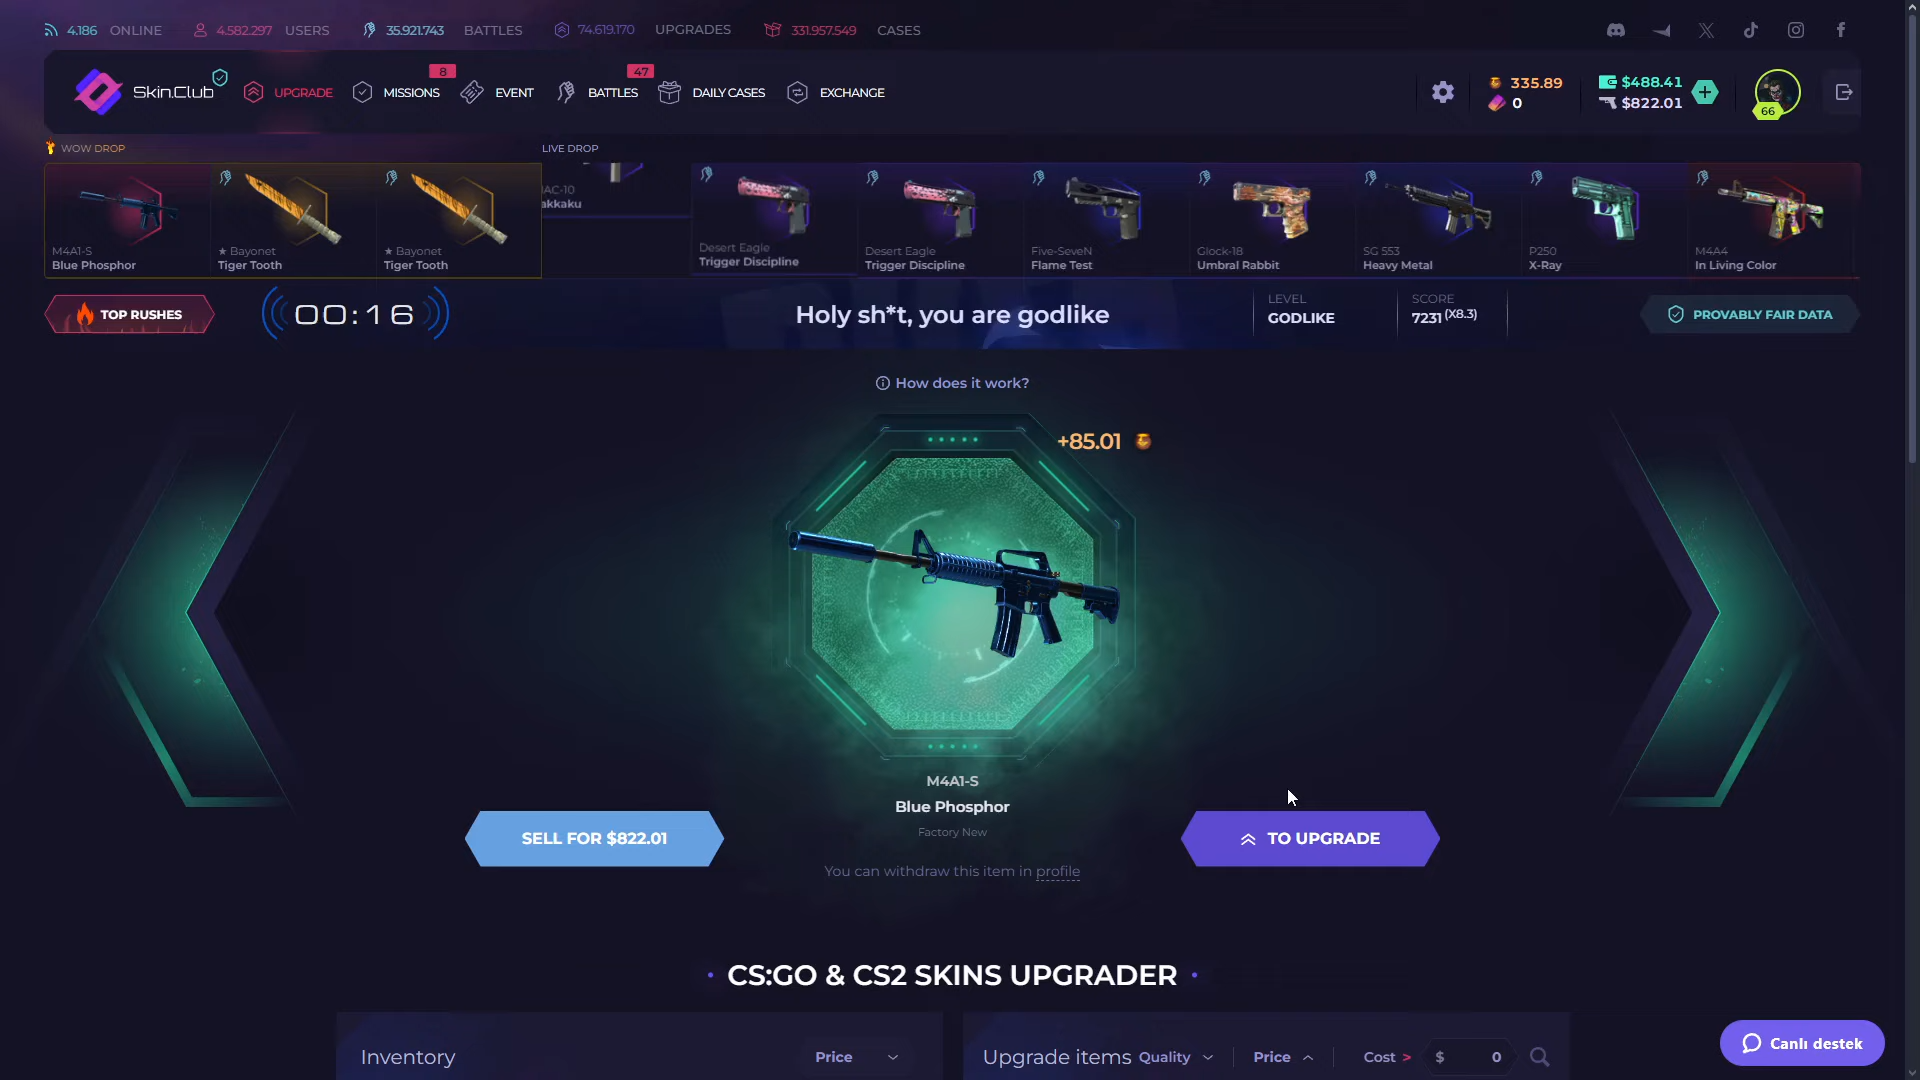 4.186 ONLINE 4.582.297 USERS 35.921.743 BATTLES 74.619.170 UPGRADES 331.957.549 CASES
Skin.Club UPGRADE 8 MISSIONS EVENT 47 BATTLES DAILY CASES EXCHANGE
335.89
0
$488.41
$822.01
66
WOW DROP
LIVE DROP
M4A1-S
Blue Phosphor
★ Bayonet
Tiger Tooth
★ Bayonet
Tiger Tooth
AC-10
akkaku
Desert Eagle
Trigger Discipline
Desert Eagle
Trigger Discipline
Five-SeveN
Flame Test
Glock-18
Umbral Rabbit
SG 553
Heavy Metal
P250
X-Ray
M4A4
In Living Color
TOP RUSHES
00:16
Holy sh*t, you are godlike
LEVEL
GODLIKE
SCORE
7231 (X8.3)
PROVABLY FAIR DATA
How does it work?
+85.01
M4A1-S
Blue Phosphor
Factory New
SELL FOR $822.01
TO UPGRADE
You can withdraw this item in profile
• CS:GO & CS2 SKINS UPGRADER •
Inventory Price
Upgrade items Quality Price Cost > $ 0
Canlı destek